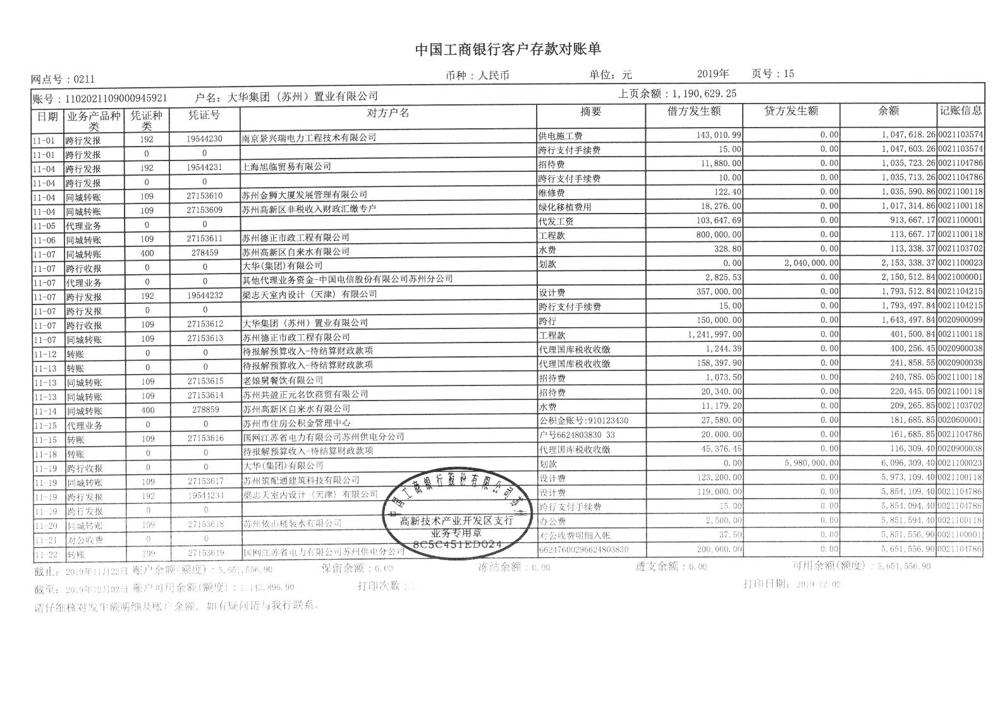 中国工商银行客户存款对账单
网点号：0211 币种：人民币 单位：元 2019年 页号：15
账号：1102021109000945921 户名：大华集团（苏州）置业有限公司 上页余额：1,190,629.25
日期 业务产品种类 凭证种类 凭证号 对方户名 摘要 借方发生额 贷方发生额 余额 记账信息
11-01 跨行发报 192 19544230 南京景兴瑞电力工程技术有限公司 供电施工费 143,010.99 0.00 1,047,618.26 0021103574
11-01 跨行发报 0 0 跨行支付手续费 15.00 0.00 1,047,603.26 0021103574
11-04 跨行发报 192 19544231 上海旭临贸易有限公司 招待费 11,880.00 0.00 1,035,723.26 0021104786
11-04 跨行发报 0 0 跨行支付手续费 10.00 0.00 1,035,713.26 0021104786
11-04 同城转账 109 27153610 苏州金狮大厦发展管理有限公司 维修费 122.40 0.00 1,035,590.86 0021100118
11-04 同城转账 109 27153609 苏州高新区非税收入财政汇缴专户 绿化移植费用 18,276.00 0.00 1,017,314.86 0021100118
11-05 代理业务 0 0 代发工资 103,647.69 0.00 913,667.17 0021100001
11-06 同城转账 109 27153611 苏州德正市政工程有限公司 工程款 800,000.00 0.00 113,667.17 0021100118
11-07 同城转账 400 278459 苏州高新区自来水有限公司 水费 328.80 0.00 113,338.37 0021103702
11-07 跨行收报 0 0 大华(集团)有限公司 划款 0.00 2,040,000.00 2,153,338.37 0021100023
11-07 代理业务 0 0 其他代理业务资金-中国电信股份有限公司苏州分公司 2,825.53 0.00 2,150,512.84 0021000001
11-07 跨行发报 192 19544232 梁志天室内设计（天津）有限公司 设计费 357,000.00 0.00 1,793,512.84 0021104215
11-07 跨行发报 0 0 跨行支付手续费 15.00 0.00 1,793,497.84 0021104215
11-07 跨行收报 109 27153612 大华集团（苏州）置业有限公司 跨行 150,000.00 0.00 1,643,497.84 0020900099
11-07 同城转账 109 27153613 苏州德正市政工程有限公司 工程款 1,241,997.00 0.00 401,500.84 0021100118
11-12 转账 0 0 待报解预算收入-待结算财政款项 代理国库税收收缴 1,244.39 0.00 400,256.45 0020900038
11-13 转账 0 0 待报解预算收入-待结算财政款项 代理国库税收收缴 158,397.90 0.00 241,858.55 0020900038
11-13 同城转账 109 27153615 老娘舅餐饮有限公司 招待费 1,073.50 0.00 240,785.05 0021100118
11-13 同城转账 109 27153614 苏州共盈正元名饮商贸有限公司 招待费 20,340.00 0.00 220,445.05 0021100118
11-14 同城转账 400 278859 苏州高新区自来水有限公司 水费 11,179.20 0.00 209,265.85 0021103702
11-15 代理业务 0 0 苏州市住房公积金管理中心 公积金账号:910123430 27,580.00 0.00 181,685.85 0020600001
11-15 转账 109 27153616 国网江苏省电力有限公司苏州供电分公司 户号6624803830 33 20,000.00 0.00 161,685.85 0021104786
11-18 转账 0 0 待报解预算收入-待结算财政款项 代理国库税收收缴 45,376.45 0.00 116,309.40 0020900038
11-19 跨行收报 0 0 大华(集团)有限公司 划款 0.00 5,980,000.00 6,096,309.40 0021100023
11-19 同城转账 109 27153617 苏州筑配通建筑科技有限公司 设计费 123,200.00 0.00 5,973,109.40 0021100118
11-19 跨行发报 192 19544234 梁志天室内设计（天津）有限公司 设计费 119,000.00 0.00 5,854,109.40 0021104786
11-19 跨行发报 0 0 跨行支付手续费 15.00 0.00 5,854,094.40 0021104786
11-20 同城转账 109 27153618 苏州依山桶装水有限公司 办公费 2,500.00 0.00 5,851,594.40 0021100118
11-21 对公收费 0 0 对公收费明细入帐 37.50 0.00 5,851,556.90 0021100001
11-22 转账 109 27153619 国网江苏省电力有限公司苏州供电分公司 66247600296624803830 200,000.00 0.00 5,651,556.90 0021104786
中国工商银行股份有限公司苏州
高新技术产业开发区支行
业务专用章
8C5C451ED024
截止：2019年11月22日 账户余额(额度)：5,651,556.90 保留余额：0.00 冻结余额：0.00 透支余额：0.00 可用余额(额度)：5,651,556.90
截至：2019年12月02日 账户可用余额(额度)：1,143,896.90 打印次数： 打印日期：2019-12-02
请仔细核对发生额明细及账户余额，如有疑问请与我行联系。